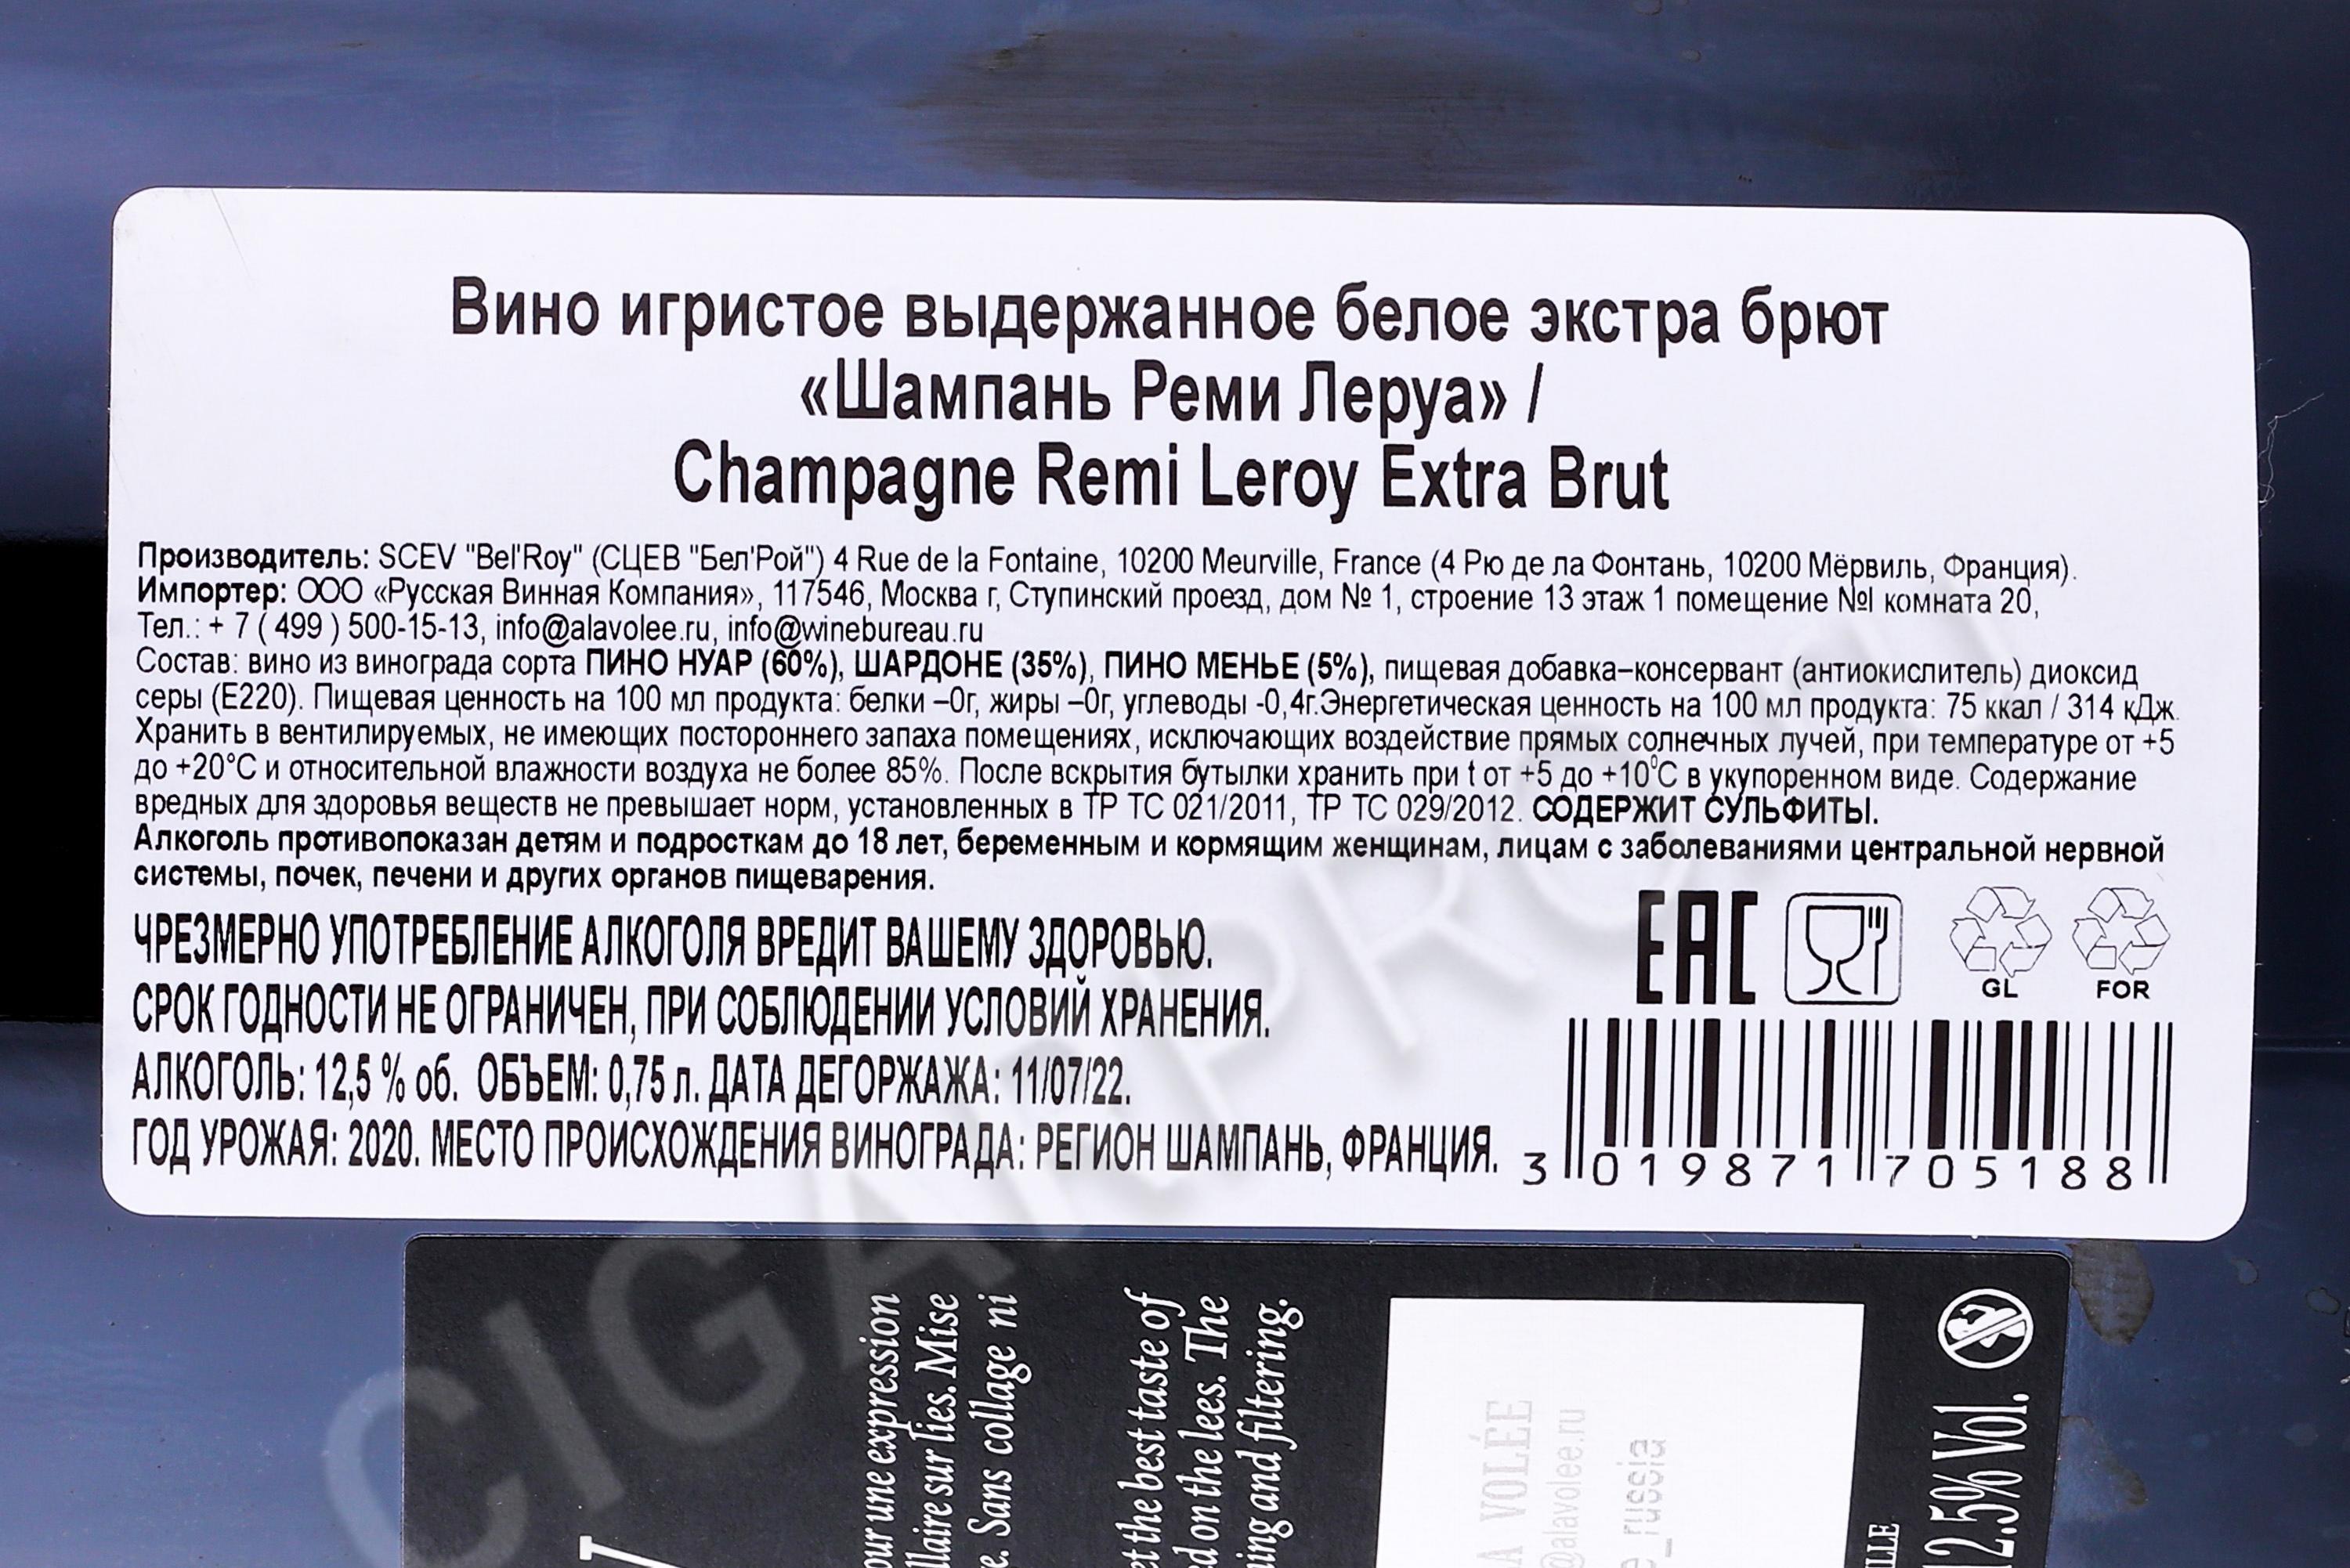 Вино игристое выдержанное белое экстра брют
«Шампань Реми Леруа» /
Champagne Remi Leroy Extra Brut
Производитель: SCEV "Bel'Roy" (СЦЕВ "Бел'Рой") 4 Rue de la Fontaine, 10200 Meurville, France (4 Рю де ла Фонтань, 10200 Мёрвиль, Франция).
Импортер: ООО «Русская Винная Компания», 117546, Москва г, Ступинский проезд, дом № 1, строение 13 этаж 1 помещение №I комната 20,
Тел.: + 7 ( 499 ) 500-15-13, info@alavolee.ru, info@winebureau.ru
Состав: вино из винограда сорта ПИНО НУАР (60%), ШАРДОНЕ (35%), ПИНО МЕНЬЕ (5%), пищевая добавка–консервант (антиокислитель) диоксид
серы (Е220). Пищевая ценность на 100 мл продукта: белки –0г, жиры –0г, углеводы -0,4г.Энергетическая ценность на 100 мл продукта: 75 ккал / 314 кДж.
Хранить в вентилируемых, не имеющих постороннего запаха помещениях, исключающих воздействие прямых солнечных лучей, при температуре от +5
до +20°С и относительной влажности воздуха не более 85%. После вскрытия бутылки хранить при t от +5 до +10°С в укупоренном виде. Содержание
вредных для здоровья веществ не превышает норм, установленных в ТР ТС 021/2011, ТР ТС 029/2012. СОДЕРЖИТ СУЛЬФИТЫ.
Алкоголь противопоказан детям и подросткам до 18 лет, беременным и кормящим женщинам, лицам с заболеваниями центральной нервной
системы, почек, печени и других органов пищеварения.
ЧРЕЗМЕРНО УПОТРЕБЛЕНИЕ АЛКОГОЛЯ ВРЕДИТ ВАШЕМУ ЗДОРОВЬЮ.
СРОК ГОДНОСТИ НЕ ОГРАНИЧЕН, ПРИ СОБЛЮДЕНИИ УСЛОВИЙ ХРАНЕНИЯ.
АЛКОГОЛЬ: 12,5 % об. ОБЪЕМ: 0,75 л. ДАТА ДЕГОРЖАЖА: 11/07/22.
ГОД УРОЖАЯ: 2020. МЕСТО ПРОИСХОЖДЕНИЯ ВИНОГРАДА: РЕГИОН ШАМПАНЬ, ФРАНЦИЯ.
EAC
GL FOR
3 019871 705188
our une expression
llaire sur lies. Mise
e. Sans collage ni
et the best taste of
d on the lees. The
ing and filtering.
A VOLÉE
@alavolee.ru
e_russia
ILLE
12.5% Vol.
CIGARPRO.ru